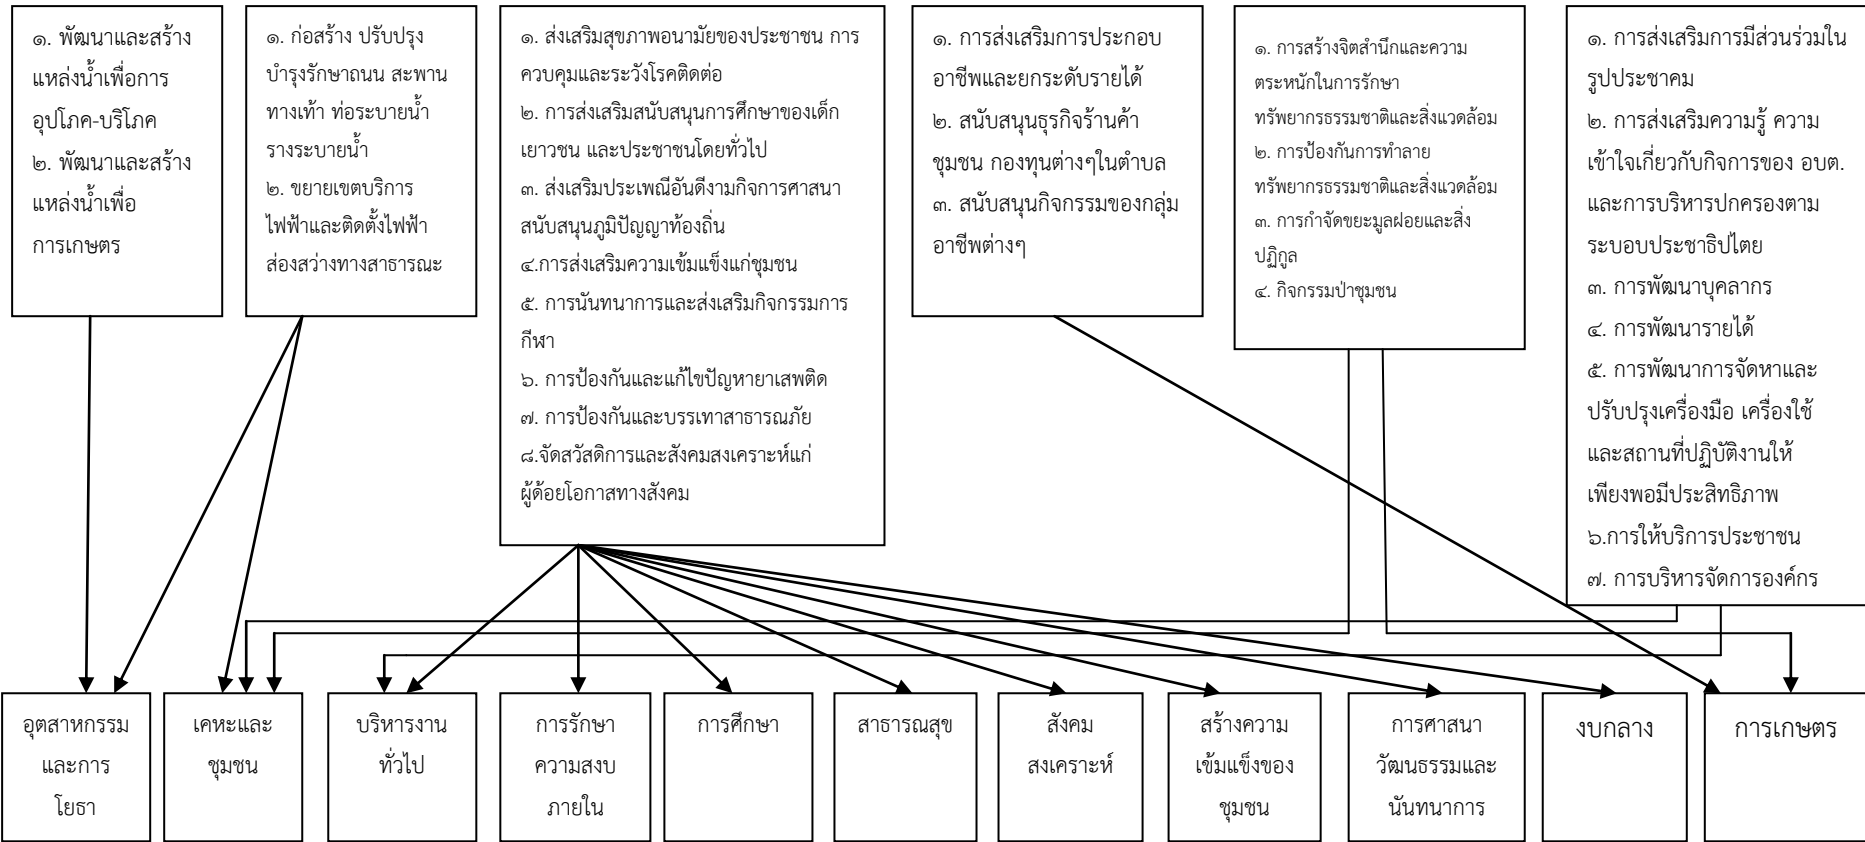 ๑. พัฒนาและสร้าง
แหล่งน้ำเพื่อการ
อุปโภค-บริโภค
๒. พัฒนาและสร้าง
แหล่งน้ำเพื่อ
การเกษตร
๑. ก่อสร้าง ปรับปรุง
บำรุงรักษาถนน สะพาน
ทางเท้า ท่อระบายน้ำ
รางระบายน้ำ
๒. ขยายเขตบริการ
ไฟฟ้าและติดตั้งไฟฟ้า
ส่องสว่างทางสาธารณะ
๑. ส่งเสริมสุขภาพอนามัยของประชาชน การ
ควบคุมและระวังโรคติดต่อ
๒. การส่งเสริมสนับสนุนการศึกษาของเด็ก
เยาวชน และประชาชนโดยทั่วไป
๓. ส่งเสริมประเพณีอันดีงามกิจการศาสนา
สนับสนุนภูมิปัญญาท้องถิ่น
๔.การส่งเสริมความเข้มแข็งแก่ชุมชน
๕. การนันทนาการและส่งเสริมกิจกรรมการ
กีฬา
๖. การป้องกันและแก้ไขปัญหายาเสพติด
๗. การป้องกันและบรรเทาสาธารณภัย
๘.จัดสวัสดิการและสังคมสงเคราะห์แก่
ผู้ด้อยโอกาสทางสังคม
๑. การส่งเสริมการประกอบ
อาชีพและยกระดับรายได้
๒. สนับสนุนธุรกิจร้านค้า
ชุมชน กองทุนต่างๆในตำบล
๓. สนับสนุนกิจกรรมของกลุ่ม
อาชีพต่างๆ
๑. การสร้างจิตสำนึกและความ
ตระหนักในการรักษา
ทรัพยากรธรรมชาติและสิ่งแวดล้อม
๒. การป้องกันการทำลาย
ทรัพยากรธรรมชาติและสิ่งแวดล้อม
๓. การกำจัดขยะมูลฝอยและสิ่ง
ปฏิกูล
๔. กิจกรรมป่าชุมชน
๑. การส่งเสริมการมีส่วนร่วมใน
รูปประชาคม
๒. การส่งเสริมความรู้ ความ
เข้าใจเกี่ยวกับกิจการของ อบต.
และการบริหารปกครองตาม
ระบอบประชาธิปไตย
๓. การพัฒนาบุคลากร
๔. การพัฒนารายได้
๕. การพัฒนาการจัดหาและ
ปรับปรุงเครื่องมือ เครื่องใช้
และสถานที่ปฏิบัติงานให้
เพียงพอมีประสิทธิภาพ
๖.การให้บริการประชาชน
๗. การบริหารจัดการองค์กร
อุตสาหกรรม
และการ
โยธา
เคหะและ
ชุมชน
บริหารงาน
ทั่วไป
การรักษา
ความสงบ
ภายใน
การศึกษา
สาธารณสุข
สังคม
สงเคราะห์
สร้างความ
เข้มแข็งของ
ชุมชน
การศาสนา
วัฒนธรรมและ
นันทนาการ
งบกลาง
การเกษตร